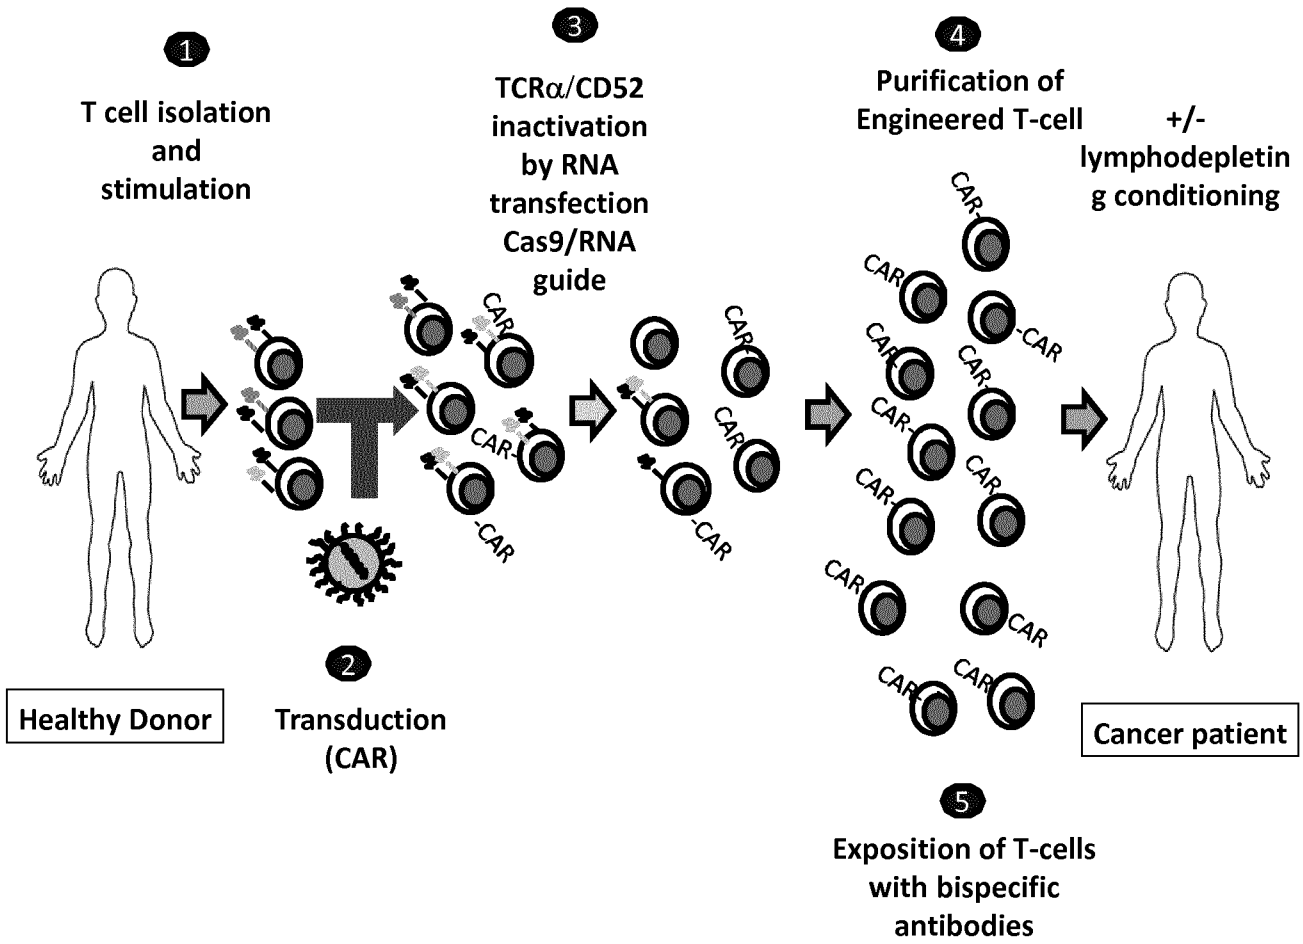 1
T cell isolation
and
stimulation
3
TCRα/CD52
inactivation
by RNA
transfection
Cas9/RNA
guide
4
Purification of
Engineered T-cell
+/-
lymphodepletin
g conditioning
CAR
CAR-
CAR
-CAR
CAR-
CAR
-CAR
CAR-
CAR
-CAR
CAR-
CAR-
CAR-
CAR-
CAR
CAR
CAR
CAR-
CAR
2
Transduction
(CAR)
Healthy Donor
Cancer patient
5
Exposition of T-cells
with bispecific
antibodies